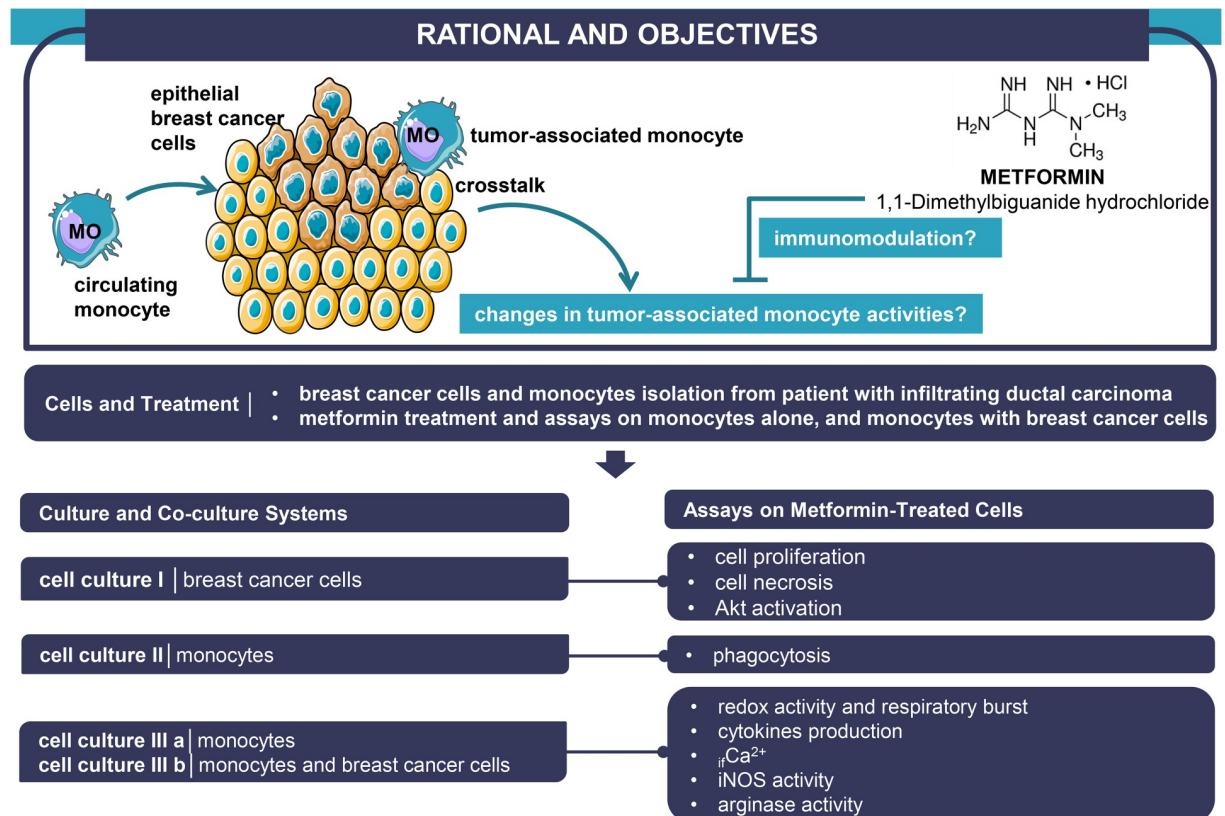 RATIONAL AND OBJECTIVES
epithelial
breast cancer
cells
MO
tumor-associated monocyte
crosstalk
MO
circulating
monocyte
NH NH • HCl
H₂N N H N CH₃
CH₃
METFORMIN
1,1-Dimethylbiguanide hydrochloride
immunomodulation?
changes in tumor-associated monocyte activities?
Cells and Treatment |
• breast cancer cells and monocytes isolation from patient with infiltrating ductal carcinoma
• metformin treatment and assays on monocytes alone, and monocytes with breast cancer cells
Culture and Co-culture Systems
Assays on Metformin-Treated Cells
cell culture I | breast cancer cells
• cell proliferation
• cell necrosis
• Akt activation
cell culture II | monocytes
• phagocytosis
cell culture III a | monocytes
cell culture III b | monocytes and breast cancer cells
• redox activity and respiratory burst
• cytokines production
• ifCa²⁺
• iNOS activity
• arginase activity